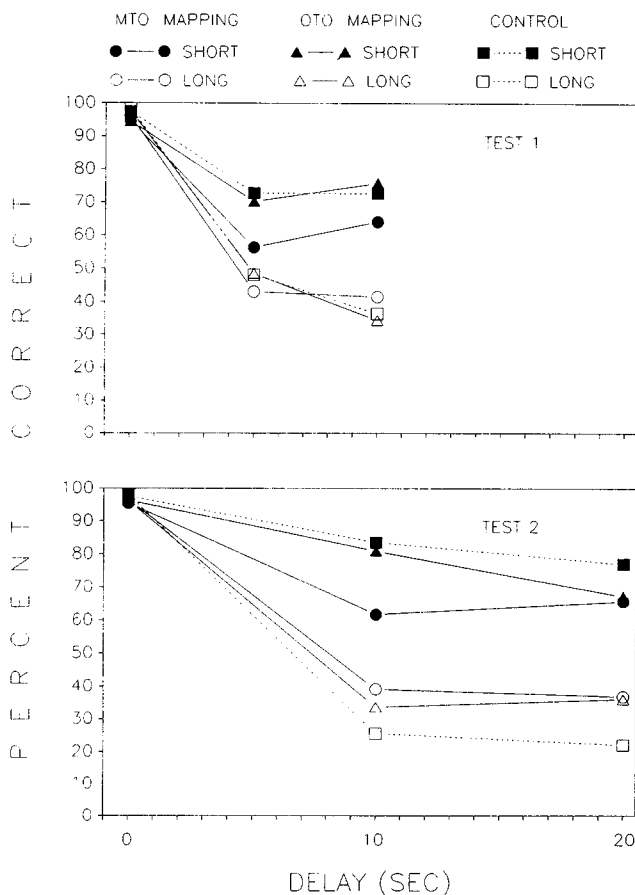 MTO MAPPING OTO MAPPING CONTROL
SHORT SHORT SHORT
LONG LONG LONG
TEST 1
100
90
80
70
60
50
40
30
20
10
0
PERCENT CORRECT
TEST 2
100
90
80
70
60
50
40
30
20
10
0
0 10 20
DELAY (SEC)